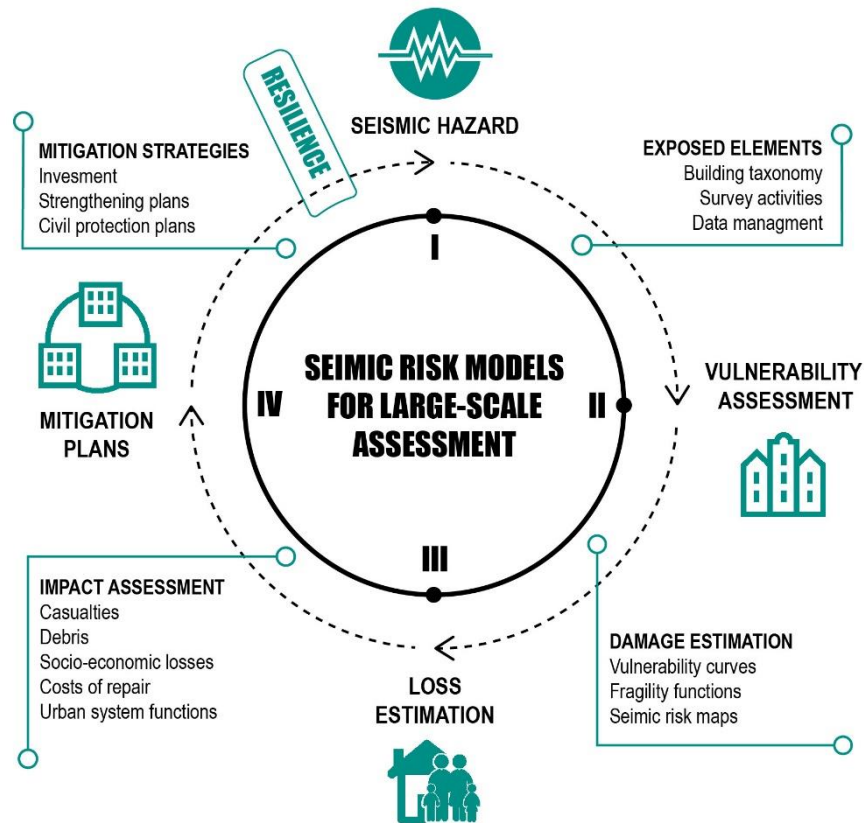 RESILIENCE
SEISMIC HAZARD
MITIGATION STRATEGIES
Invesment
Strengthening plans
Civil protection plans
EXPOSED ELEMENTS
Building taxonomy
Survey activities
Data managment
I
SEIMIC RISK MODELS
FOR LARGE-SCALE
ASSESSMENT
IV
II
III
VULNERABILITY
ASSESSMENT
MITIGATION
PLANS
IMPACT ASSESSMENT
Casualties
Debris
Socio-economic losses
Costs of repair
Urban system functions
LOSS
ESTIMATION
DAMAGE ESTIMATION
Vulnerability curves
Fragility functions
Seimic risk maps